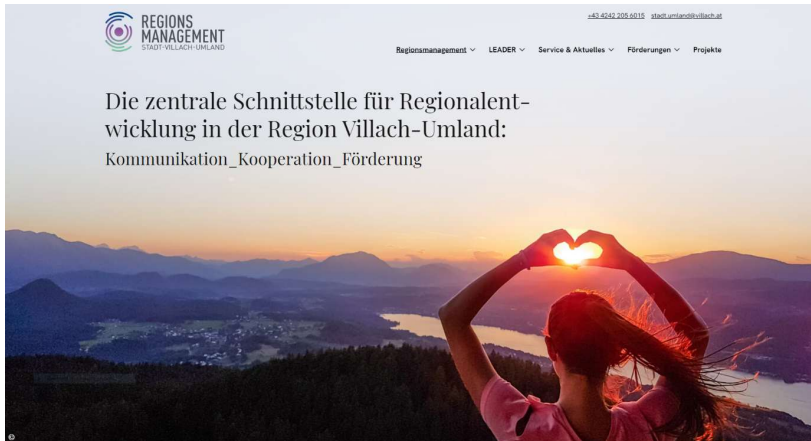 REGIONS
MANAGEMENT
STADT-VILLACH-UMLAND
+43 4242 205 6015 stadt.umland@villach.at
Regionsmanagement LEADER Service & Aktuelles Förderungen Projekte
Die zentrale Schnittstelle für Regionalent-
wicklung in der Region Villach-Umland:
Kommunikation_Kooperation_Förderung